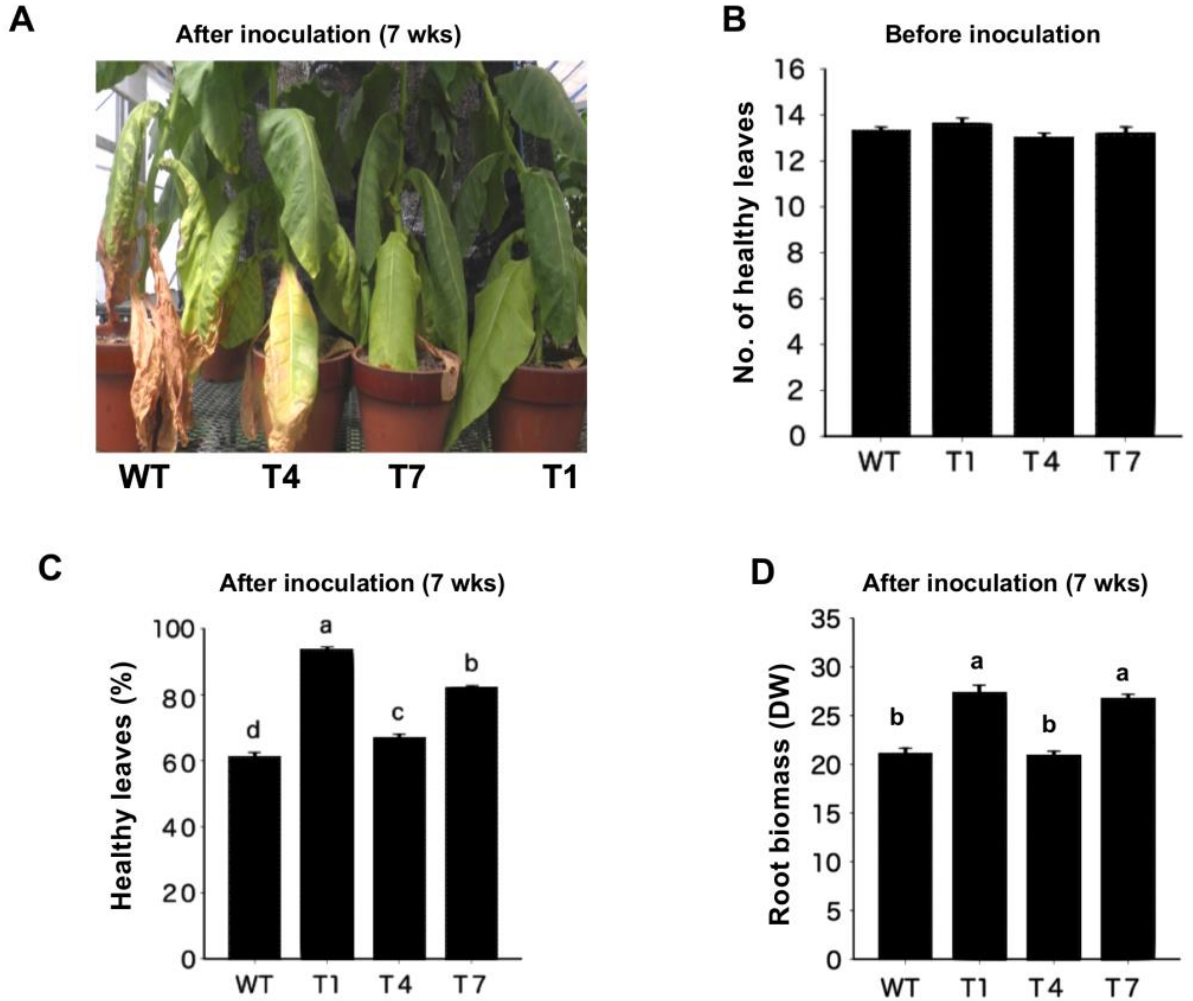 A
After inoculation (7 wks)
WT T4 T7 T1
B
Before inoculation
No. of healthy leaves
16
14
12
10
8
6
4
2
0
WT T1 T4 T7
C
After inoculation (7 wks)
Healthy leaves (%)
100
80
60
40
20
0
d a c b
WT T1 T4 T7
D
After inoculation (7 wks)
Root biomass (DW)
35
30
25
20
15
10
5
0
b a b a
WT T1 T4 T7